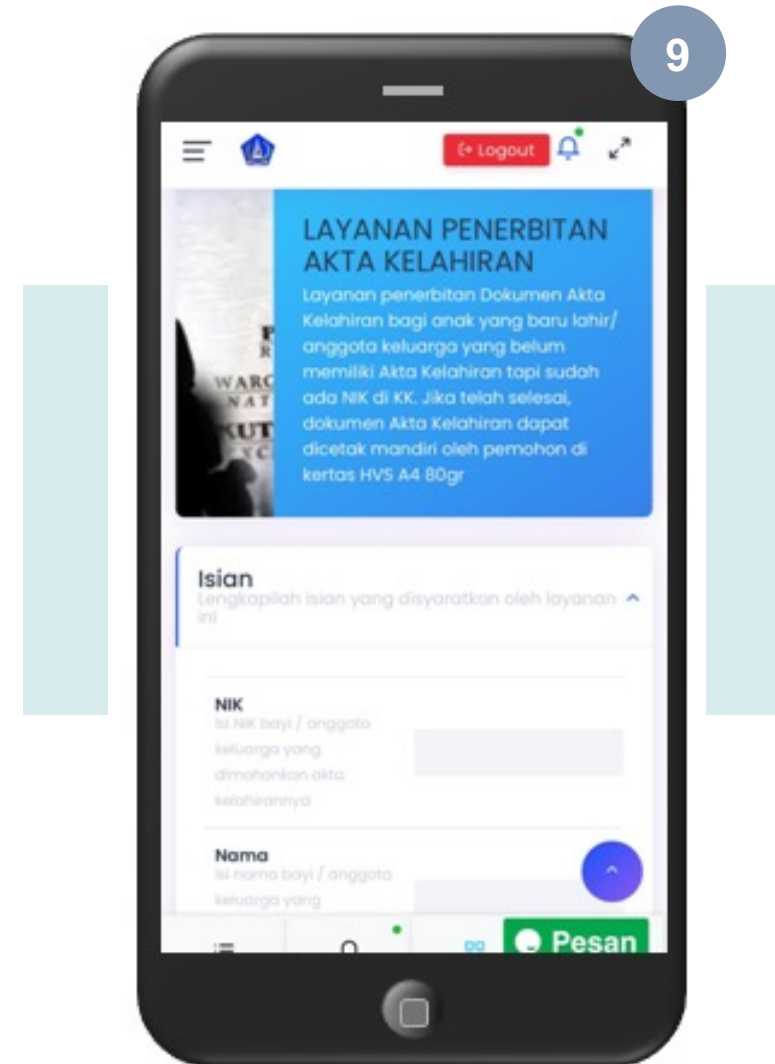 9
Logout
LAYANAN PENERBITAN
AKTA KELAHIRAN
Layanan penerbitan Dokumen Akta
Kelahiran bagi anak yang baru lahir/
anggota keluarga yang belum
memiliki Akta Kelahiran tapi sudah
ada NIK di KK. Jika telah selesai,
dokumen Akta Kelahiran dapat
dicetak mandiri oleh pemohon di
kertas HVS A4 80gr
WARG
NAT
KUT
Isian
Lengkapilah isian yang disyaratkan oleh layanan
ini
NIK
Isi NIK bayi / anggota
keluarga yang
dimohonkan akta
kelahirannya
Nama
Isi nama bayi / anggota
keluarga yang
Pesan